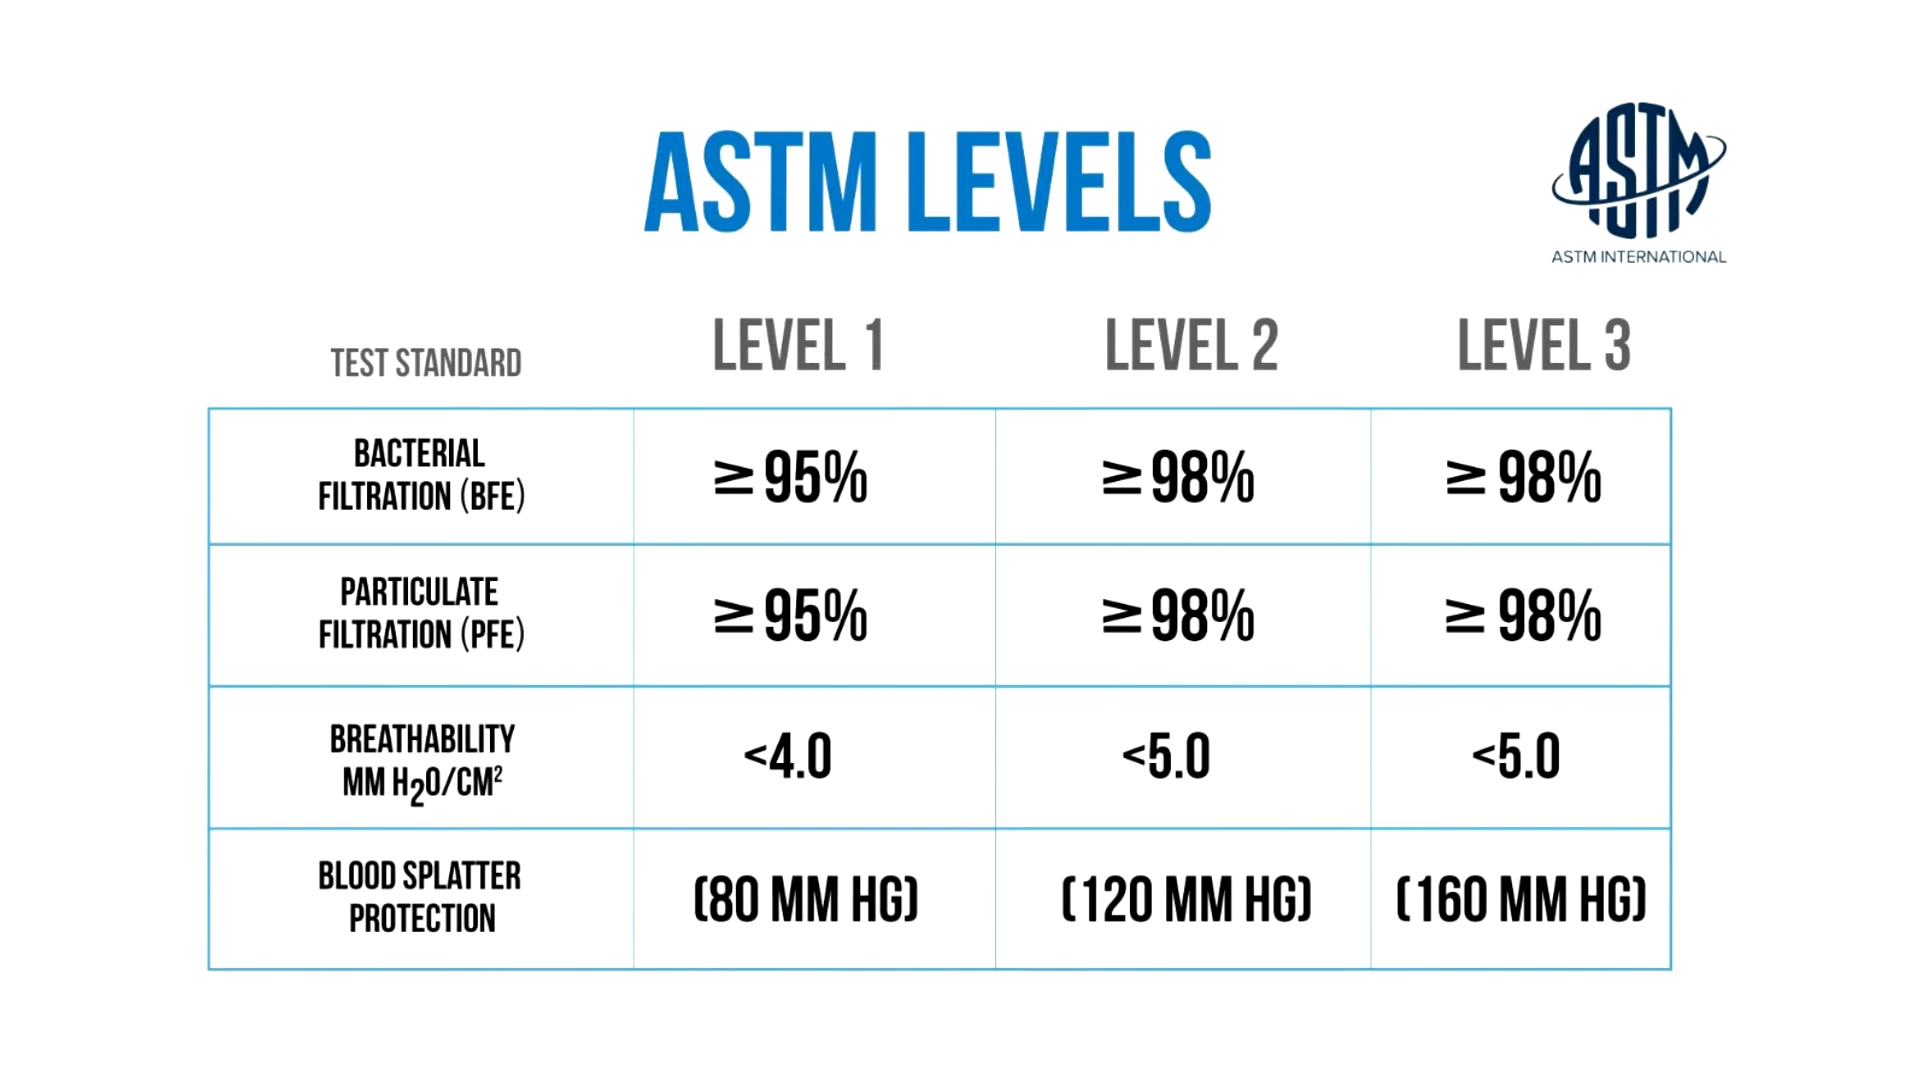 ASTM LEVELS
ASTM
ASTM INTERNATIONAL
TEST STANDARD LEVEL 1 LEVEL 2 LEVEL 3
BACTERIAL
FILTRATION (BFE) ≥95% ≥98% ≥98%
PARTICULATE
FILTRATION (PFE) ≥95% ≥98% ≥98%
BREATHABILITY
MM H₂O/CM² <4.0 <5.0 <5.0
BLOOD SPLATTER
PROTECTION (80 MM HG) (120 MM HG) (160 MM HG)